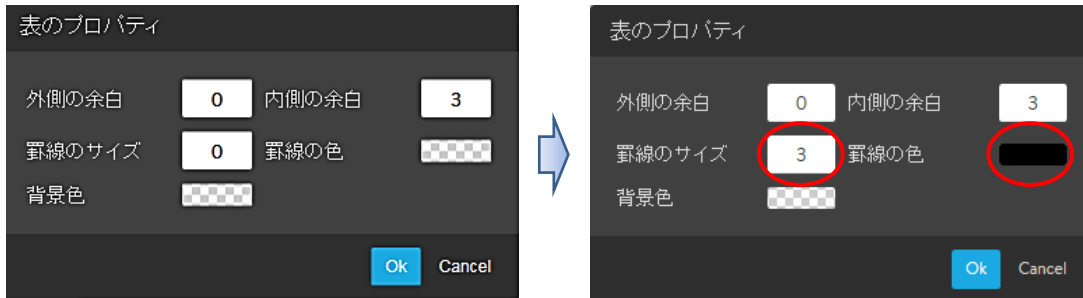 表のプロパティ
外側の余白 0 内側の余白 3
罫線のサイズ 0 罫線の色
背景色
Ok Cancel
表のプロパティ
外側の余白 0 内側の余白 3
罫線のサイズ 3 罫線の色
背景色
Ok Cancel